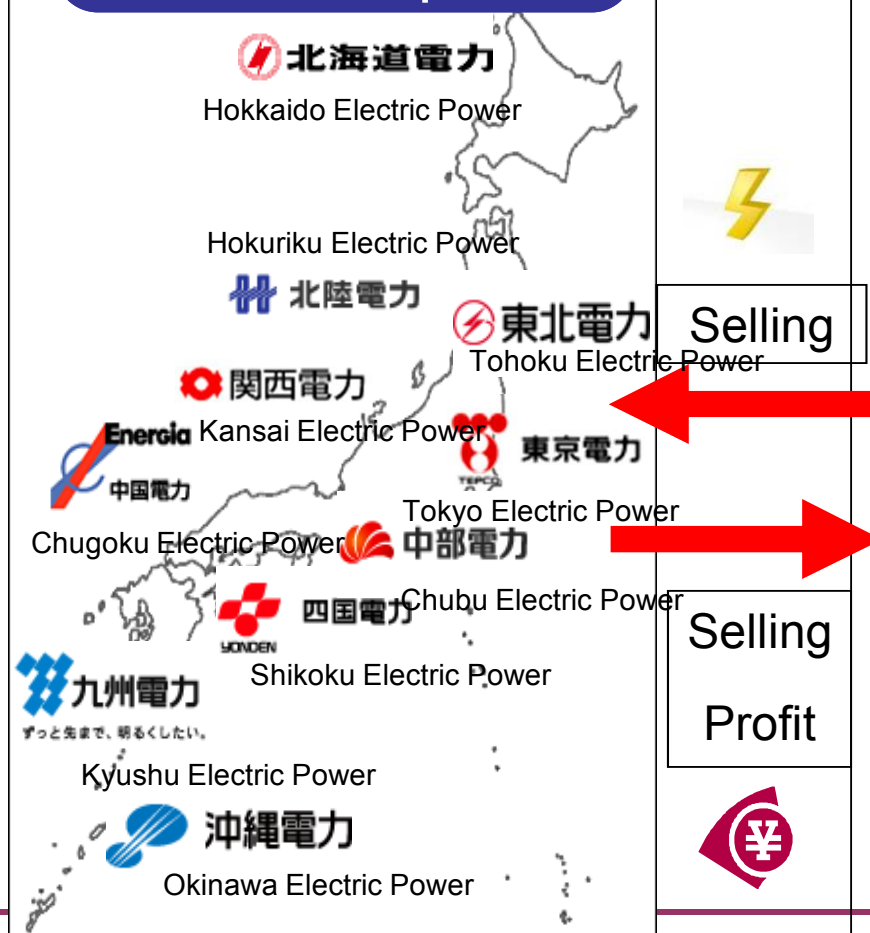 北海道電力
Hokkaido Electric Power
Hokuriku Electric Power
北陸電力
東北電力
Tohoku Electric Power
関西電力
Kansai Electric Power
Energia
中国電力
Chugoku Electric Power
TEPCO
東京電力
Tokyo Electric Power
中部電力
Chubu Electric Power
YONDEN
四国電力
Shikoku Electric Power
九州電力
ずっと先まで、明るくしたい。
Kyushu Electric Power
沖縄電力
Okinawa Electric Power
Selling
Selling
Profit
¥